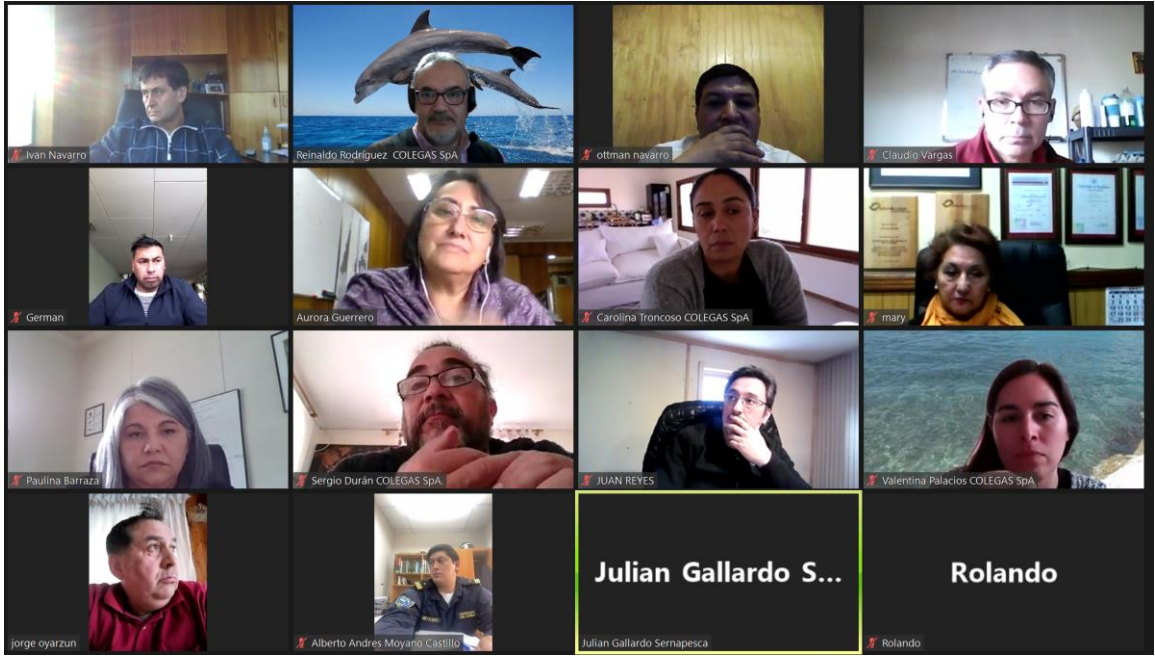 Ivan Navarro
Reinaldo Rodríguez COLEGAS SpA
ottman navarro
Claudio Vargas
German
Aurora Guerrero
Carolina Troncoso COLEGAS SpA
mary
Paulina Barraza
Sergio Durán COLEGAS SpA
JUAN REYES
Valentina Palacios COLEGAS SpA
jorge oyarzun
Alberto Andres Moyano Castillo
Julian Gallardo S...
Julian Gallardo Sernapesca
Rolando
Rolando